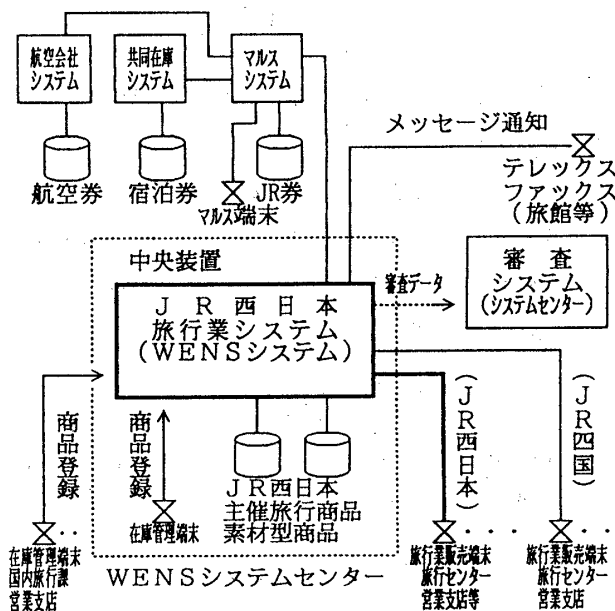 航空会社
システム
共同在庫
システム
マルス
システム
航空券
宿泊券
JR券
マルス端末
メッセージ通知
テレックス
ファックス
(旅館等)
中央装置
JR西日本
旅行業システム
(WENSシステム)
審査データ
審査
システム
(システムセンター)
商品登録
商品登録
JR西日本
主催旅行商品
素材型商品
在庫管理端末
(JR西日本)
(JR四国)
在庫管理端末
国内旅行課
営業支店
WENSシステムセンター
旅行業販売端末
旅行センター
営業支店等
旅行業販売端末
旅行センター
営業支店